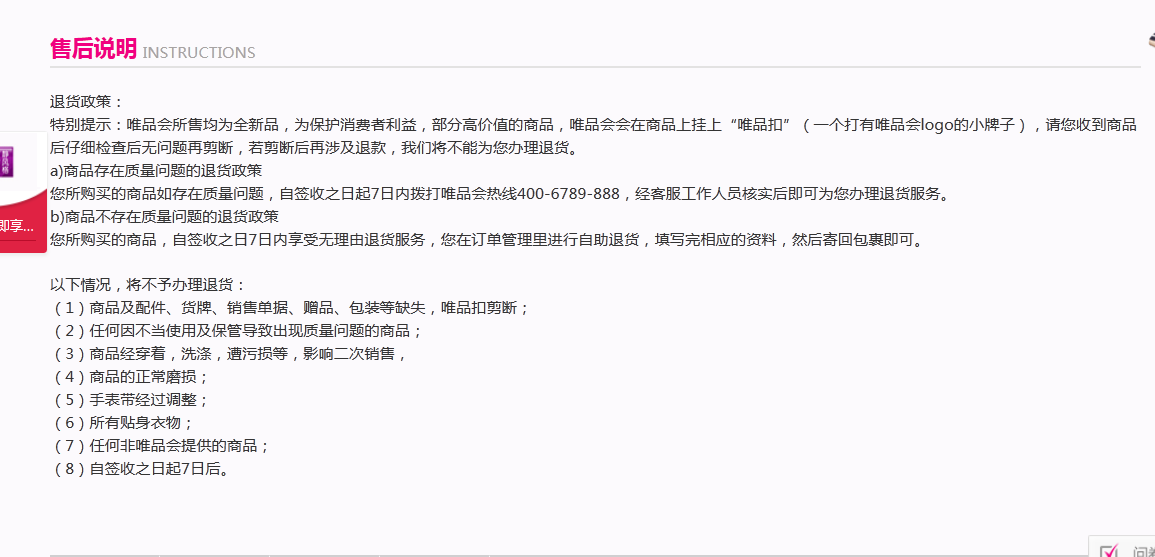 售后说明 INSTRUCTIONS
退货政策：
特别提示：唯品会所售均为全新品，为保护消费者利益，部分高价值的商品，唯品会会在商品上挂上“唯品扣”（一个打有唯品会logo的小牌子），请您收到商品
后仔细检查后无问题再剪断，若剪断后再涉及退款，我们将不能为您办理退货。
a)商品存在质量问题的退货政策
您所购买的商品如存在质量问题，自签收之日起7日内拨打唯品会热线400-6789-888，经客服工作人员核实后即可为您办理退货服务。
即享...
b)商品不存在质量问题的退货政策
您所购买的商品，自签收之日7日内享受无理由退货服务，您在订单管理里进行自助退货，填写完相应的资料，然后寄回包裹即可。
以下情况，将不予办理退货：
（1）商品及配件、货牌、销售单据、赠品、包装等缺失，唯品扣剪断；
（2）任何因不当使用及保管导致出现质量问题的商品；
（3）商品经穿着，洗涤，遭污损等，影响二次销售，
（4）商品的正常磨损；
（5）手表带经过调整；
（6）所有贴身衣物；
（7）任何非唯品会提供的商品；
（8）自签收之日起7日后。